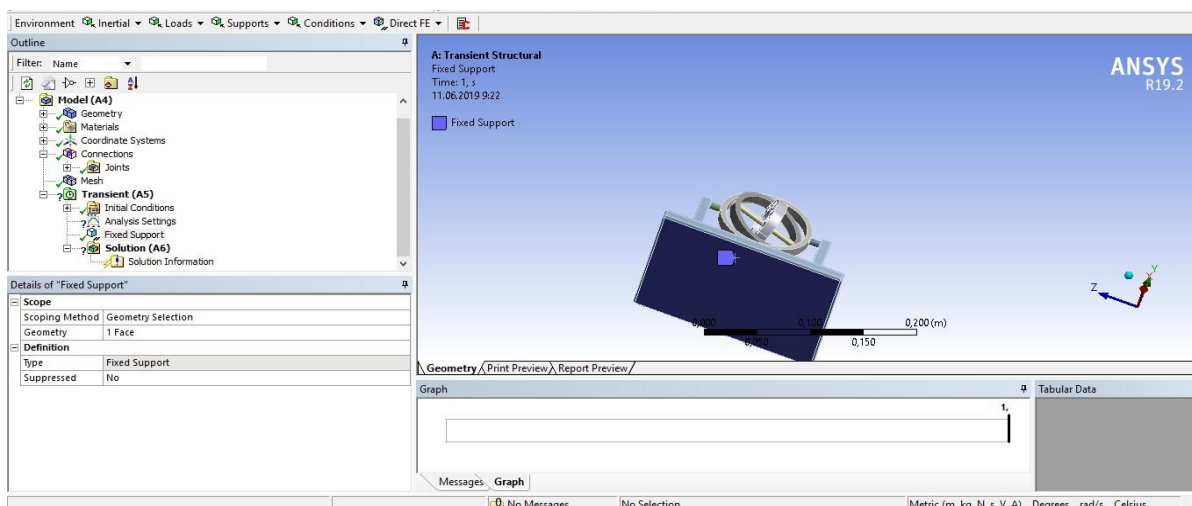 Environment Inertial Loads Supports Conditions Direct FE
Outline
Filter: Name
Model (A4)
Geometry
Materials
Coordinate Systems
Connections
Joints
Mesh
Transient (A5)
Initial Conditions
Analysis Settings
Fixed Support
Solution (A6)
Solution Information
Details of "Fixed Support"
Scope
Scoping Method Geometry Selection
Geometry 1 Face
Definition
Type Fixed Support
Suppressed No
A: Transient Structural
Fixed Support
Time: 1, s
11.06.2019 9:22
Fixed Support
ANSYS
R19.2
Y
X
Z
0,000 0,100 0,200 (m)
0,050 0,150
Geometry Print Preview Report Preview
Graph
1,
Messages Graph
Tabular Data
0 No Messages No Selection Metric (m, kg, N, s, V, A) Degrees rad/s Celsius